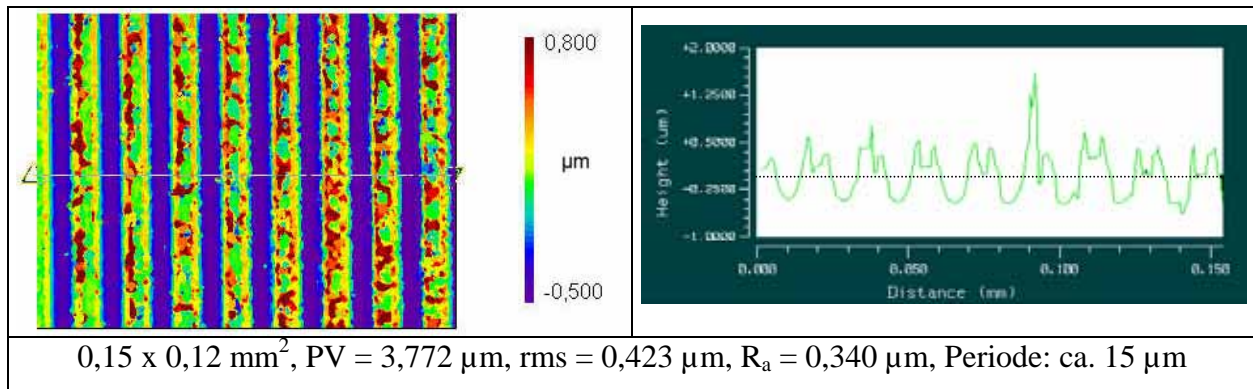 0,800
µm
-0,500
+2.0000
+1.2500
+0.5000
-0.2500
-1.0000
Height (um)
0.000
0.050
0.100
0.150
Distance (mm)
0,15 x 0,12 mm², PV = 3,772 µm, rms = 0,423 µm, Rₐ = 0,340 µm, Periode: ca. 15 µm